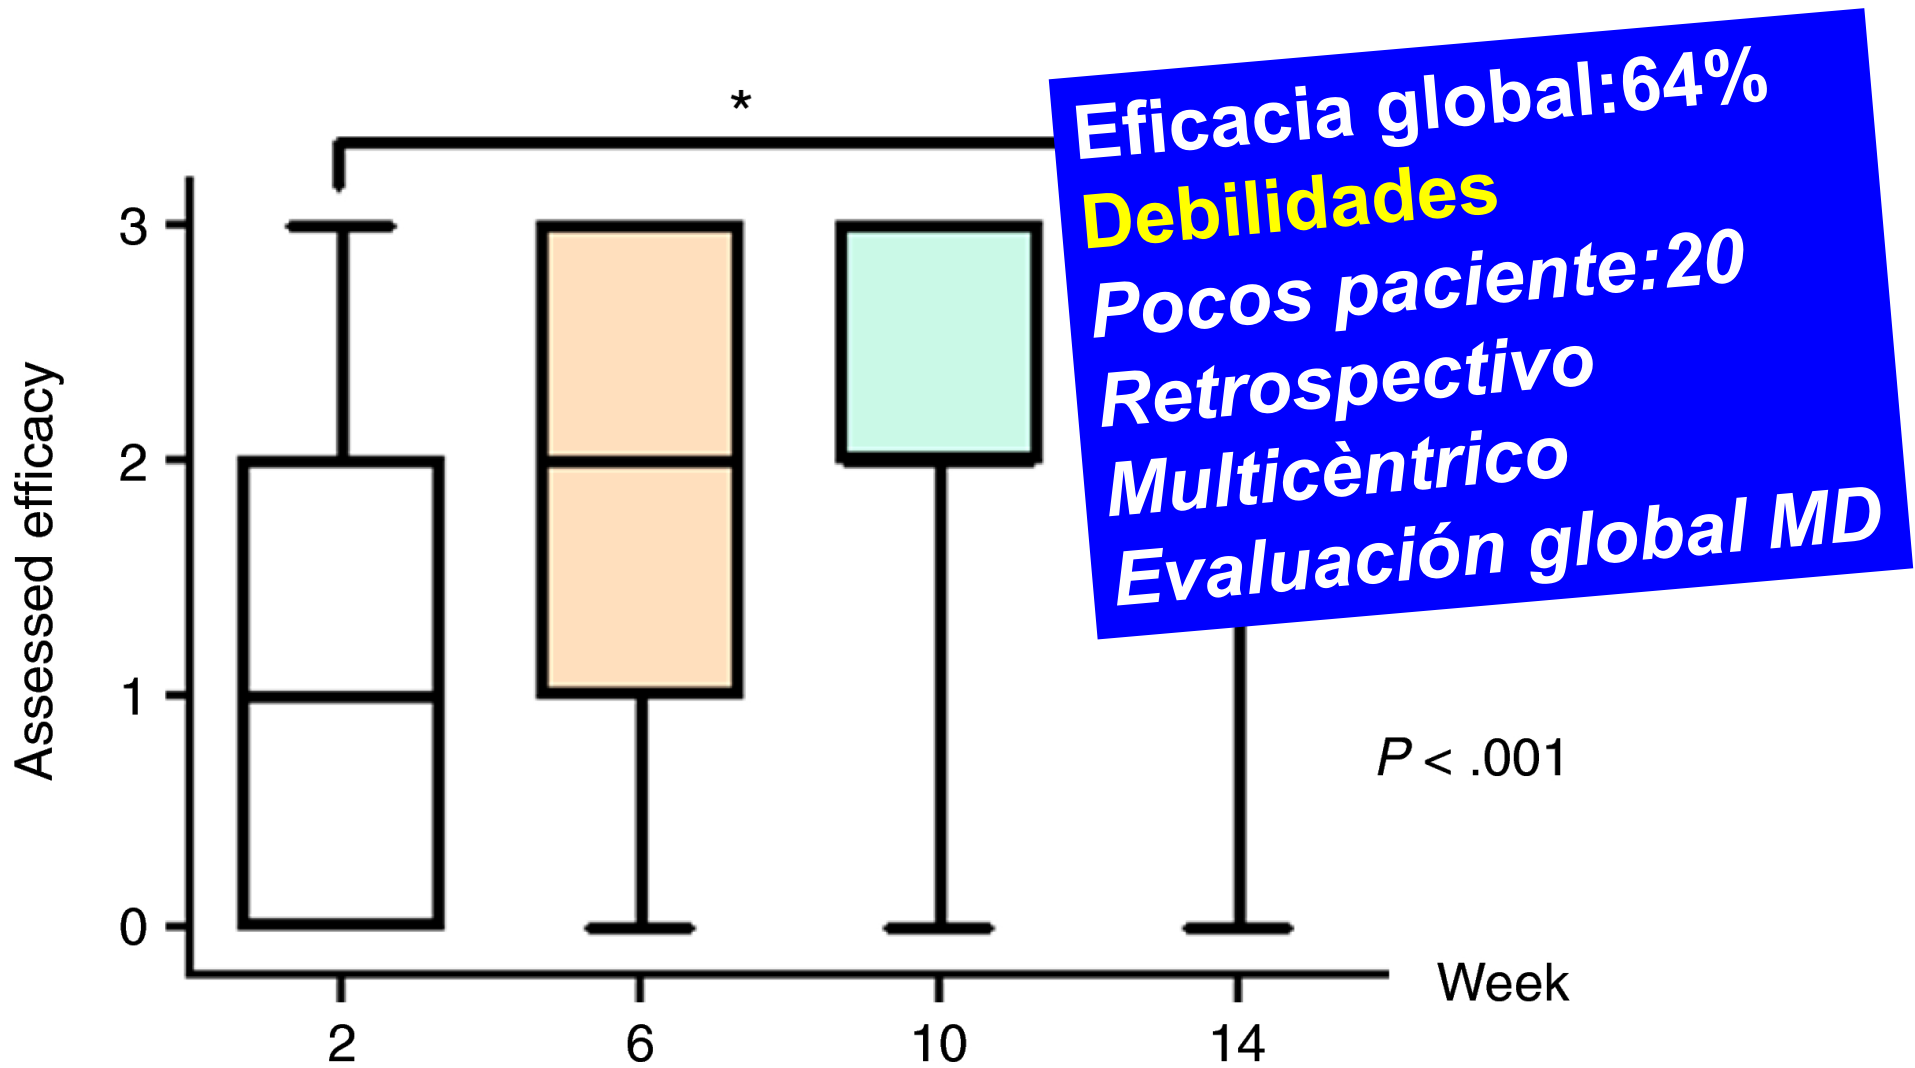 *
Eficacia global:64%
Debilidades
Pocos paciente:20
Retrospectivo
Multicèntrico
Evaluación global MD
Assessed efficacy
3
2
1
0
P < .001
Week
2 6 10 14